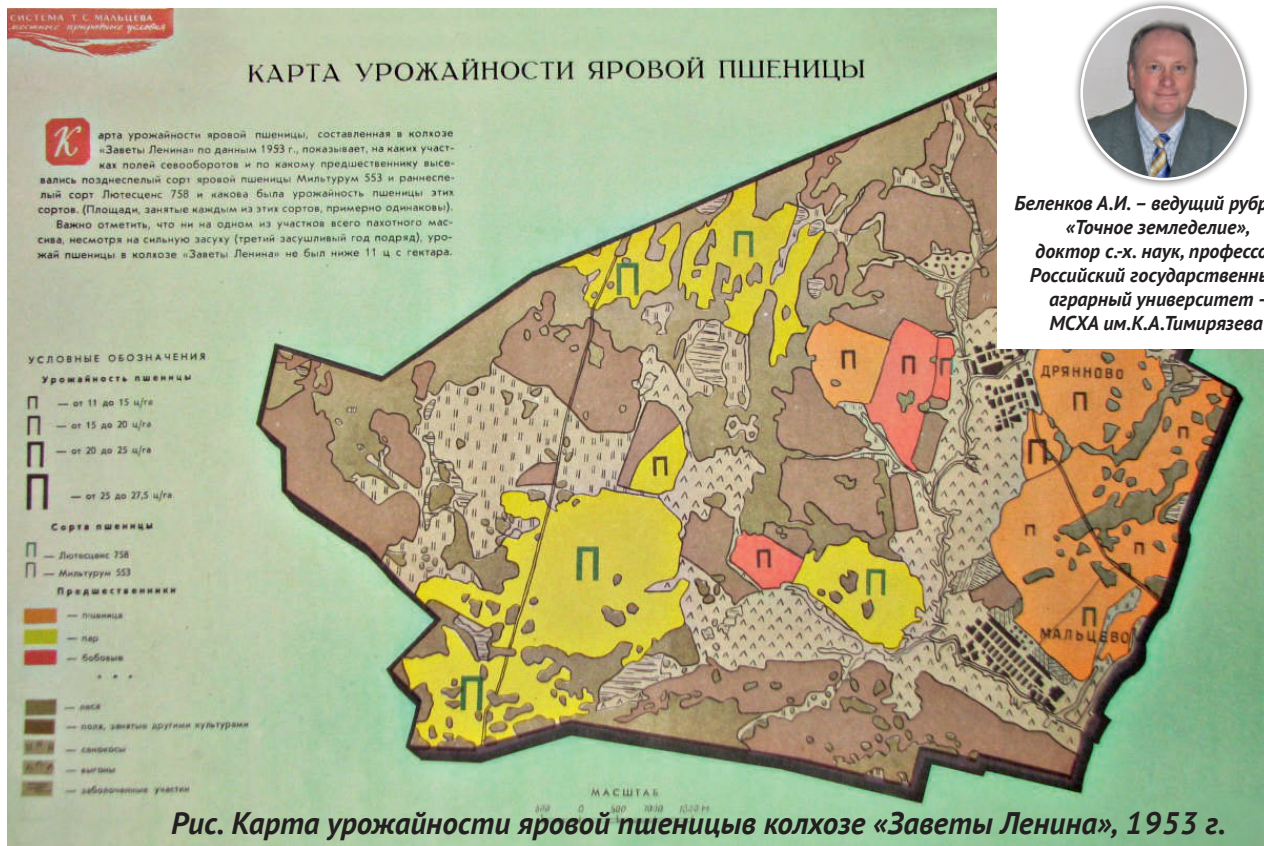 СИСТЕМА Т.С. МАЛЬЦЕВА
местные природные условия
КАРТА УРОЖАЙНОСТИ ЯРОВОЙ ПШЕНИЦЫ
Карта урожайности яровой пшеницы, составленная в колхозе
«Заветы Ленина» по данным 1953 г., показывает, на каких участ-
ках полей севооборотов и по какому предшественнику высе-
вались позднеспелый сорт яровой пшеницы Мильтурум 553 и раннеспе-
лый сорт Лютесценс 758 и какова была урожайность пшеницы этих
сортов. (Площади, занятые каждым из этих сортов, примерно одинаковы).
Важно отметить, что ни на одном из участков всего пахотного мас-
сива, несмотря на сильную засуху (третий засушливый год подряд), уро-
жай пшеницы в колхозе «Заветы Ленина» не был ниже 11 ц с гектара.
Беленков А.И. – ведущий рубр
«Точное земледелие»,
доктор с.-х. наук, професс
Российский государственны
аграрный университет -
МСХА им.К.А.Тимирязева
УСЛОВНЫЕ ОБОЗНАЧЕНИЯ
Урожайность пшеницы
П — от 11 до 15 ц/га
П — от 15 до 20 ц/га
П — от 20 до 25 ц/га
П — от 25 до 27,5 ц/га
Сорта пшеницы
П — Лютесценс 758
П — Мильтурум 553
Предшественники
— пшеница
— пар
— бобовые
* * *
— леса
— поля, занятые другими культурами
— сенокосы
— выгоны
— заболоченные участки
П
П
П
П
П
ДРЯННОВО
П
П
П
П
П
П
П
П
П
П
МАЛЬЦЕВО
П
МАСШТАБ
0 500 1000
Рис. Карта урожайности яровой пшеницыв колхозе «Заветы Ленина», 1953 г.